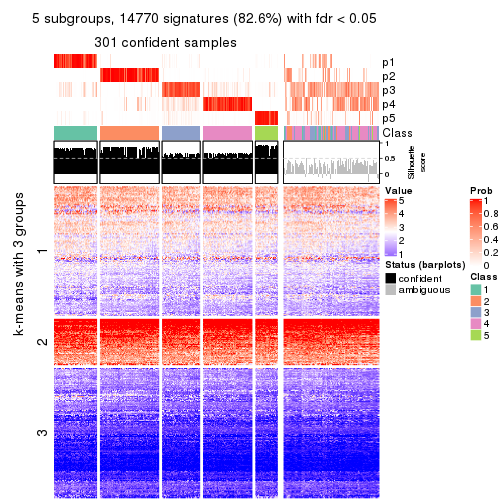 5 subgroups, 14770 signatures (82.6%) with fdr < 0.05
301 confident samples
p1
p2
p3
p4
p5
Class
1
0.5
0
Silhouette
score
k-means with 3 groups
1
2
3
Value
5
4
3
2
1
Status (barplots)
confident
ambiguous
Prob
1
0.8
0.6
0.4
0.2
0
Class
1
2
3
4
5